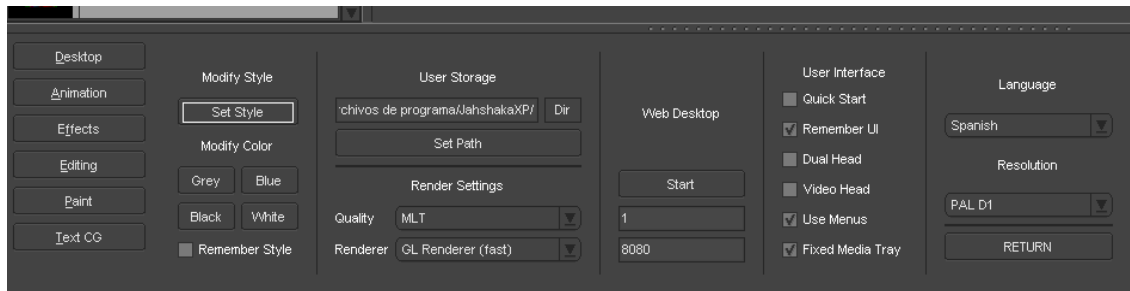 Desktop
Animation
Effects
Editing
Paint
Text CG
Modify Style
Set Style
Modify Color
Grey Blue
Black White
Remember Style
User Storage
rchivos de programa/JahshakaXP/ Dir
Set Path
Render Settings
Quality MLT
Renderer GL Renderer (fast)
Web Desktop
Start
1
8080
User Interface
Quick Start
Remember UI
Dual Head
Video Head
Use Menus
Fixed Media Tray
Language
Spanish
Resolution
PAL D1
RETURN